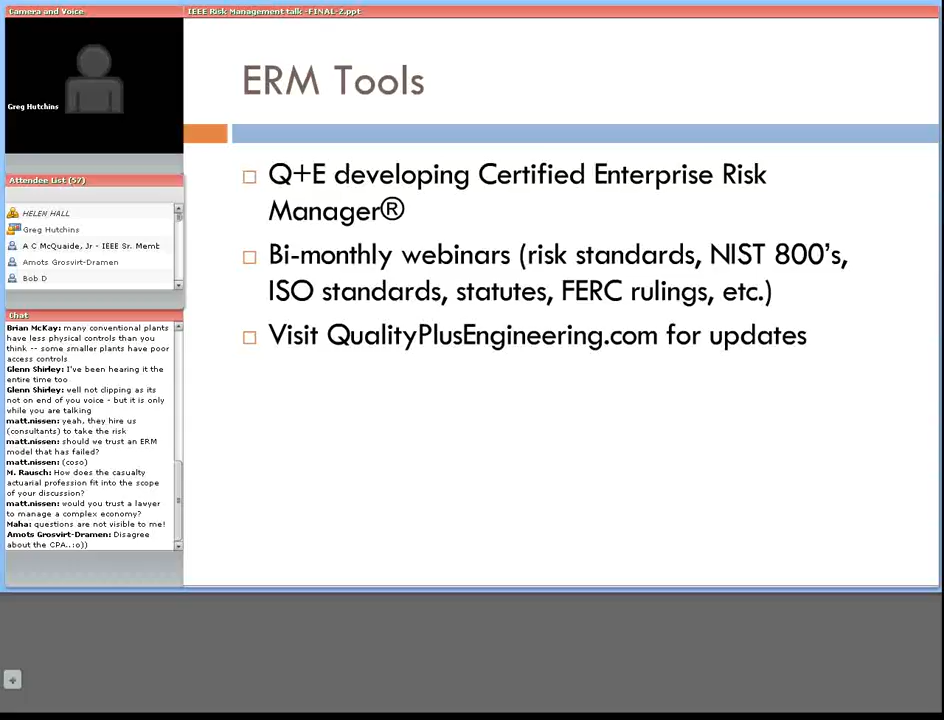 Camera and Voice
IEEE Risk Management talk -FINAL-2.ppt
Greg Hutchins
Attendee List (57)
HELEN HALL
Greg Hutchins
A C McQuaide, Jr - IEEE Sr. Memb
Amots Grosvirt-Dramen
Bob D
Chat
Brian McKay: many conventional plants
have less physical controls than you
think -- some smaller plants have poor
access controls
Glenn Shirley: I've been hearing it the
entire time too
Glenn Shirley: well not clipping as its
not on end of you voice - but it is only
while you are talking
matt.nissen: yeah, they hire us
(consultants) to take the risk
matt.nissen: should we trust an ERM
model that has failed?
matt.nissen: (coso)
M. Rausch: How does the casualty
actuarial profession fit into the scope
of your discussion?
matt.nissen: would you trust a lawyer
to manage a complex economy?
Maha: questions are not visible to me!
Amots Grosvirt-Dramen: Disagree
about the CPA..:o))
ERM Tools
Q+E developing Certified Enterprise Risk
Manager®
Bi-monthly webinars (risk standards, NIST 800's,
ISO standards, statutes, FERC rulings, etc.)
Visit QualityPlusEngineering.com for updates